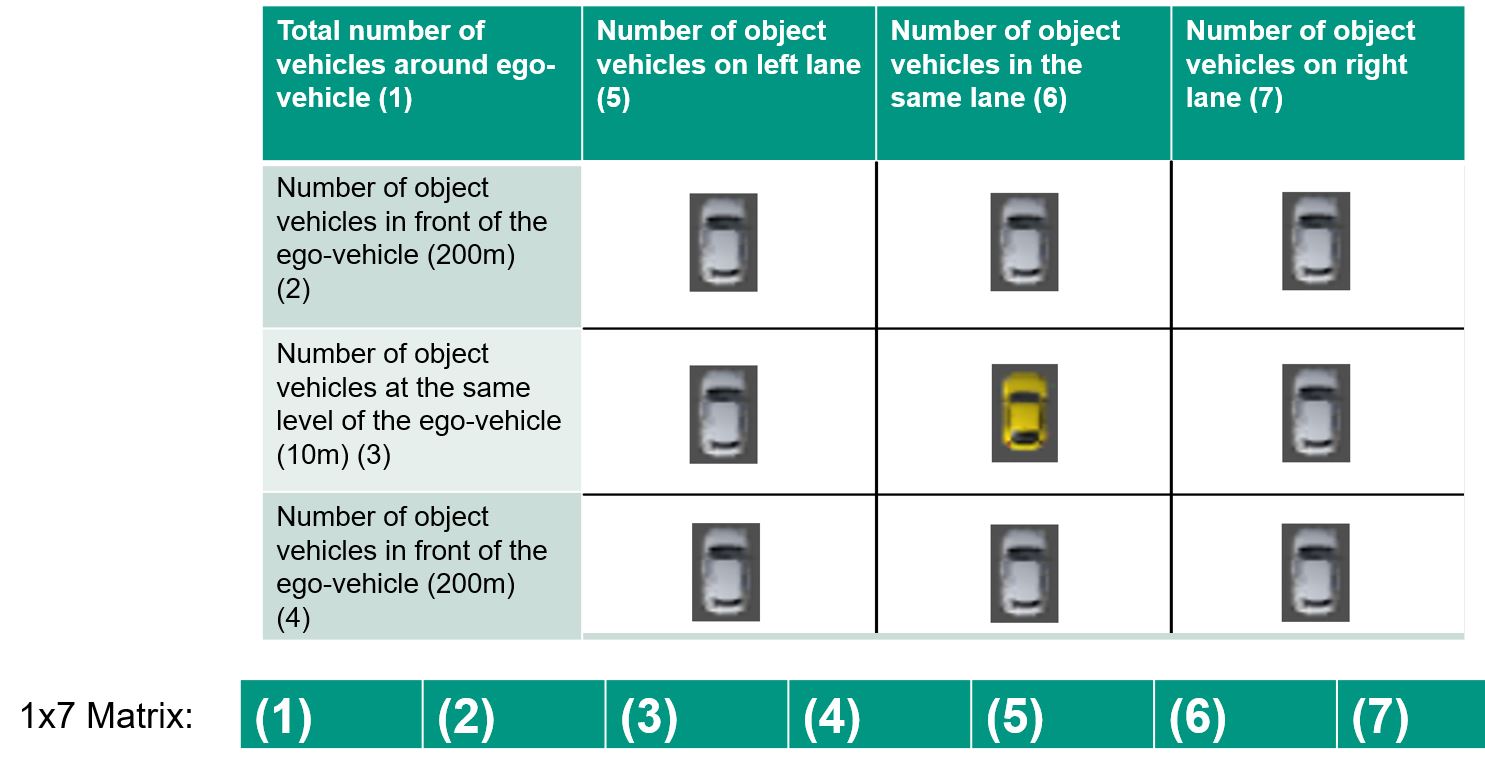 Total number of
vehicles around ego-
vehicle (1)
Number of object
vehicles on left lane
(5)
Number of object
vehicles in the
same lane (6)
Number of object
vehicles on right
lane (7)
Number of object
vehicles in front of the
ego-vehicle (200m)
(2)
Number of object
vehicles at the same
level of the ego-vehicle
(10m) (3)
Number of object
vehicles in front of the
ego-vehicle (200m)
(4)
1x7 Matrix:
(1)
(2)
(3)
(4)
(5)
(6)
(7)